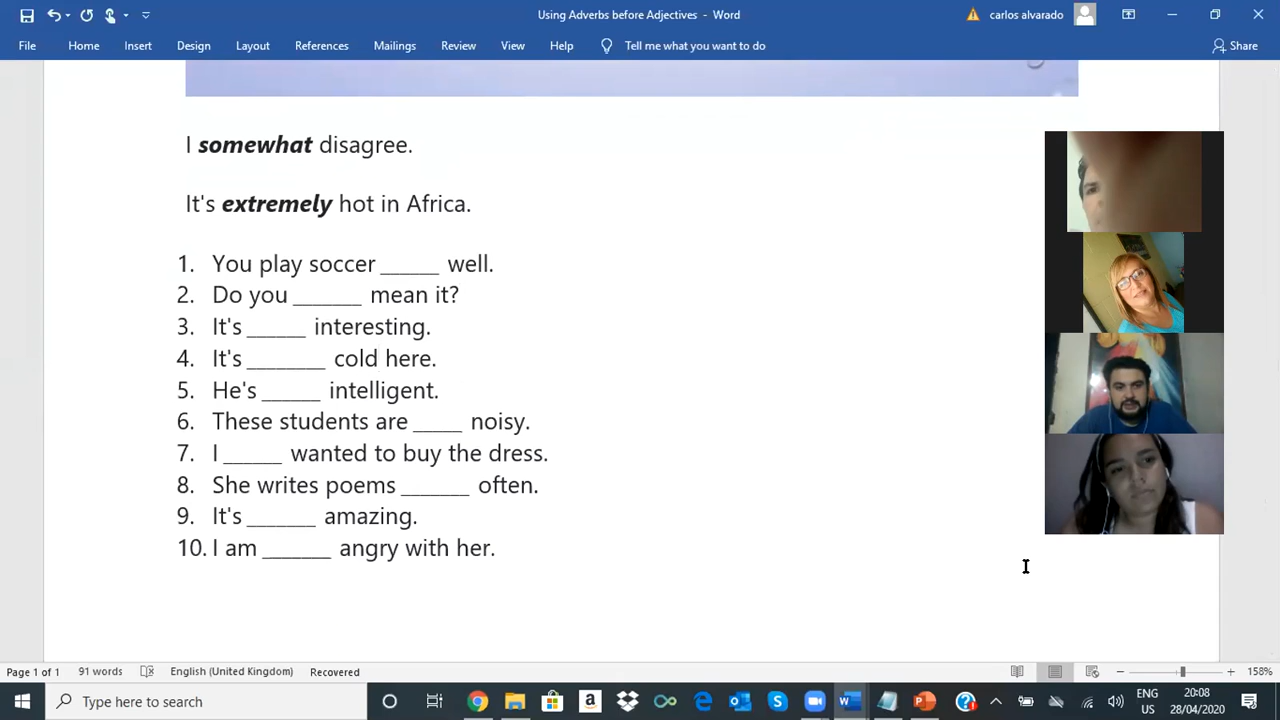 Using Adverbs before Adjectives - Word
carlos alvarado
File Home Insert Design Layout References Mailings Review View Help Tell me what you want to do Share
I somewhat disagree.
It's extremely hot in Africa.
1. You play soccer ______ well.
2. Do you _______ mean it?
3. It's ______ interesting.
4. It's ________ cold here.
5. He's ______ intelligent.
6. These students are _____ noisy.
7. I ______ wanted to buy the dress.
8. She writes poems _______ often.
9. It's _______ amazing.
10. I am _______ angry with her.
Page 1 of 1 91 words English (United Kingdom) Recovered 158%
Type here to search
ENG 20:08
US 28/04/2020